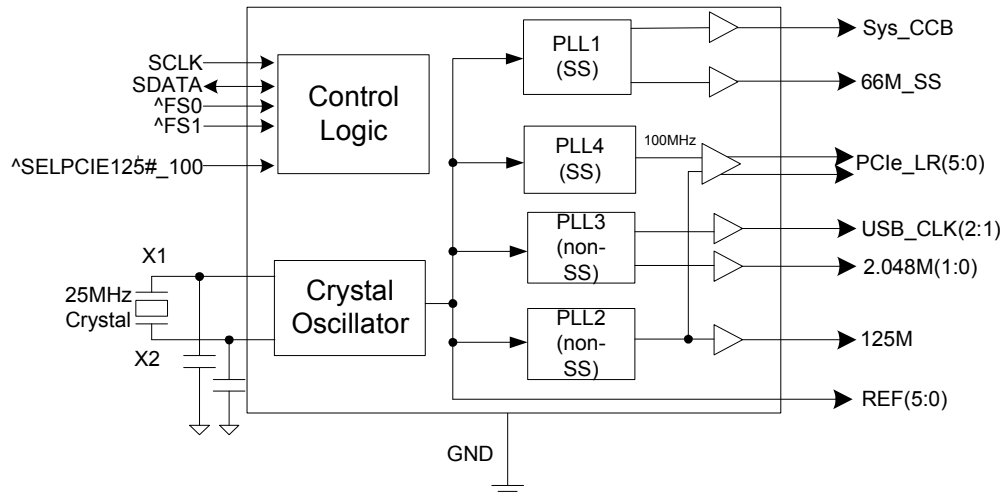 SCLK
SDATA
^FS0
^FS1
^SELPCIE125#_100
Control
Logic
X1
25MHz
Crystal
X2
Crystal
Oscillator
PLL1
(SS)
PLL4
(SS)
100MHz
PLL3
(non-
SS)
PLL2
(non-
SS)
Sys_CCB
66M_SS
PCIe_LR(5:0)
USB_CLK(2:1)
2.048M(1:0)
125M
REF(5:0)
GND